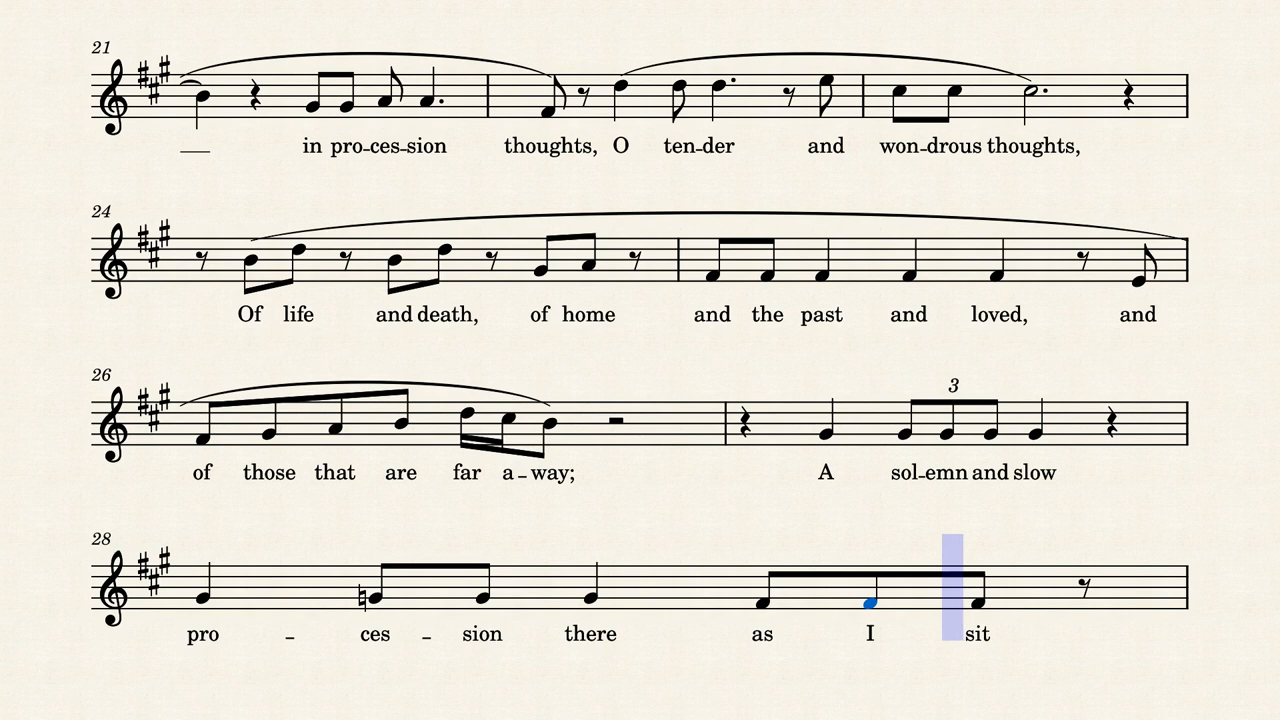 21
in pro-ces-sion thoughts, O ten-der and won-drous thoughts,
24
Of life and death, of home and the past and loved, and
26
3
of those that are far a-way; A sol-emn and slow
28
pro - ces - sion there as I sit